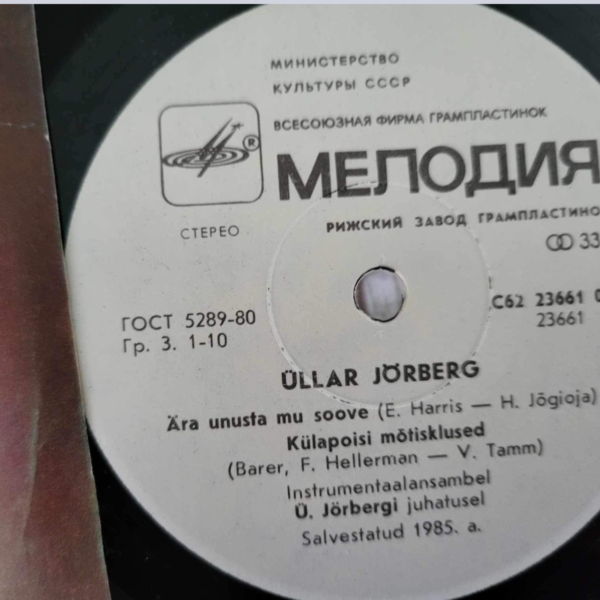 МИНИСТЕРСТВО
КУЛЬТУРЫ СССР
ВСЕСОЮЗНАЯ ФИРМА ГРАМПЛАСТИНОК
®
МЕЛОДИЯ
СТЕРЕО
РИЖСКИЙ ЗАВОД ГРАМПЛАСТИНО
33
ГОСТ 5289-80
Гр. 3. 1-10
С62 23661
23661
ÜLLAR JÖRBERG
Ära unusta mu soove (E. Harris — H. Jõgioja)
Külapoisi mõtisklused
(Barer, F. Hellerman — V. Tamm)
Instrumentaalansambel
Ü. Jörbergi juhatusel
Salvestatud 1985. a.